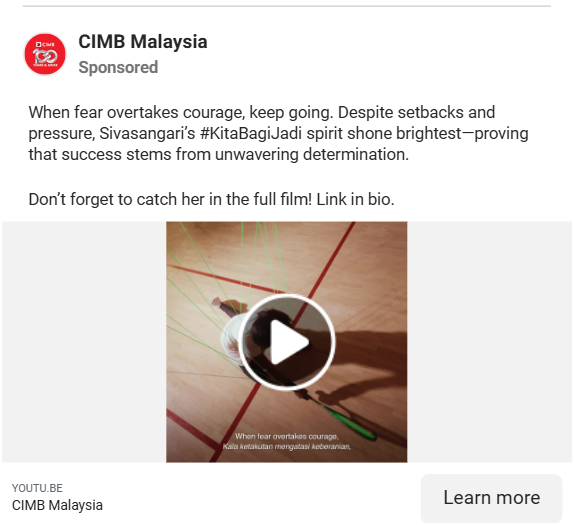 CIMB Malaysia
Sponsored
When fear overtakes courage, keep going. Despite setbacks and
pressure, Sivasangari’s #KitaBagiJadi spirit shone brightest—proving
that success stems from unwavering determination.
Don’t forget to catch her in the full film! Link in bio.
When fear overtakes courage,
Kala ketakutan mengatasi keberanian,
YOUTU.BE
CIMB Malaysia
Learn more
CIMB
100